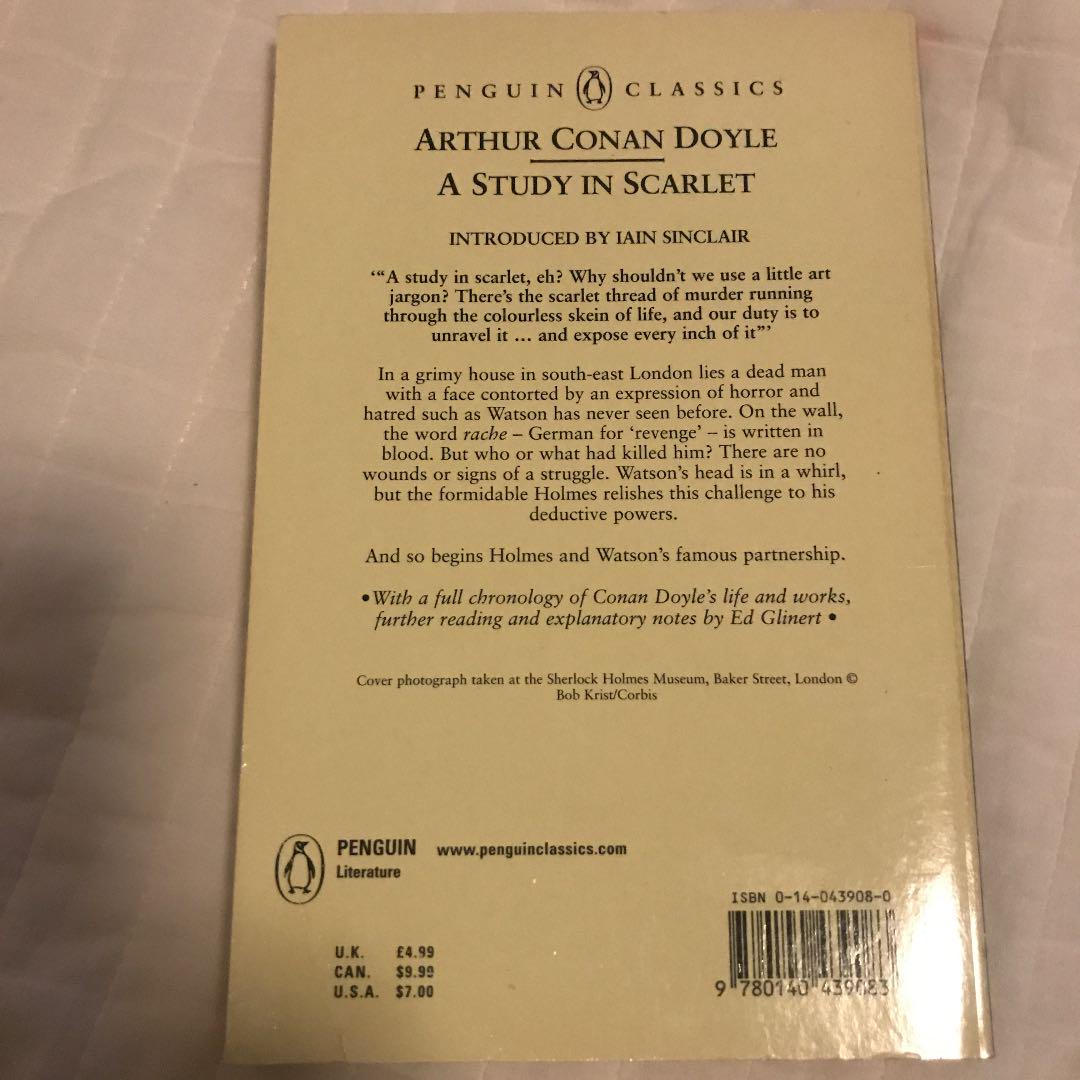 PENGUIN CLASSICS
ARTHUR CONAN DOYLE
A STUDY IN SCARLET
INTRODUCED BY IAIN SINCLAIR
‘“A study in scarlet, eh? Why shouldn’t we use a little art
jargon? There’s the scarlet thread of murder running
through the colourless skein of life, and our duty is to
unravel it ... and expose every inch of it”’
In a grimy house in south-east London lies a dead man
with a face contorted by an expression of horror and
hatred such as Watson has never seen before. On the wall,
the word rache – German for ‘revenge’ – is written in
blood. But who or what had killed him? There are no
wounds or signs of a struggle. Watson’s head is in a whirl,
but the formidable Holmes relishes this challenge to his
deductive powers.
And so begins Holmes and Watson’s famous partnership.
• With a full chronology of Conan Doyle’s life and works,
further reading and explanatory notes by Ed Glinert •
Cover photograph taken at the Sherlock Holmes Museum, Baker Street, London ©
Bob Krist/Corbis
PENGUIN www.penguinclassics.com
Literature
ISBN 0-14-043908-0
U.K. £4.99
CAN. $9.99
U.S.A. $7.00
9 780140 439083